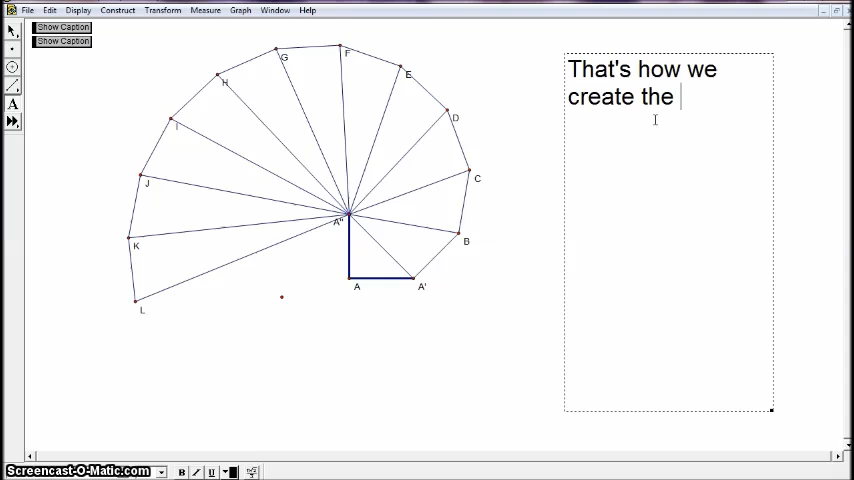 File Edit Display Construct Transform Measure Graph Window Help
Show Caption
Show Caption
That's how we
create the
G
F
E
H
D
I
C
J
A"
B
K
A
A'
L
A
Screencast-O-Matic.com
B I U